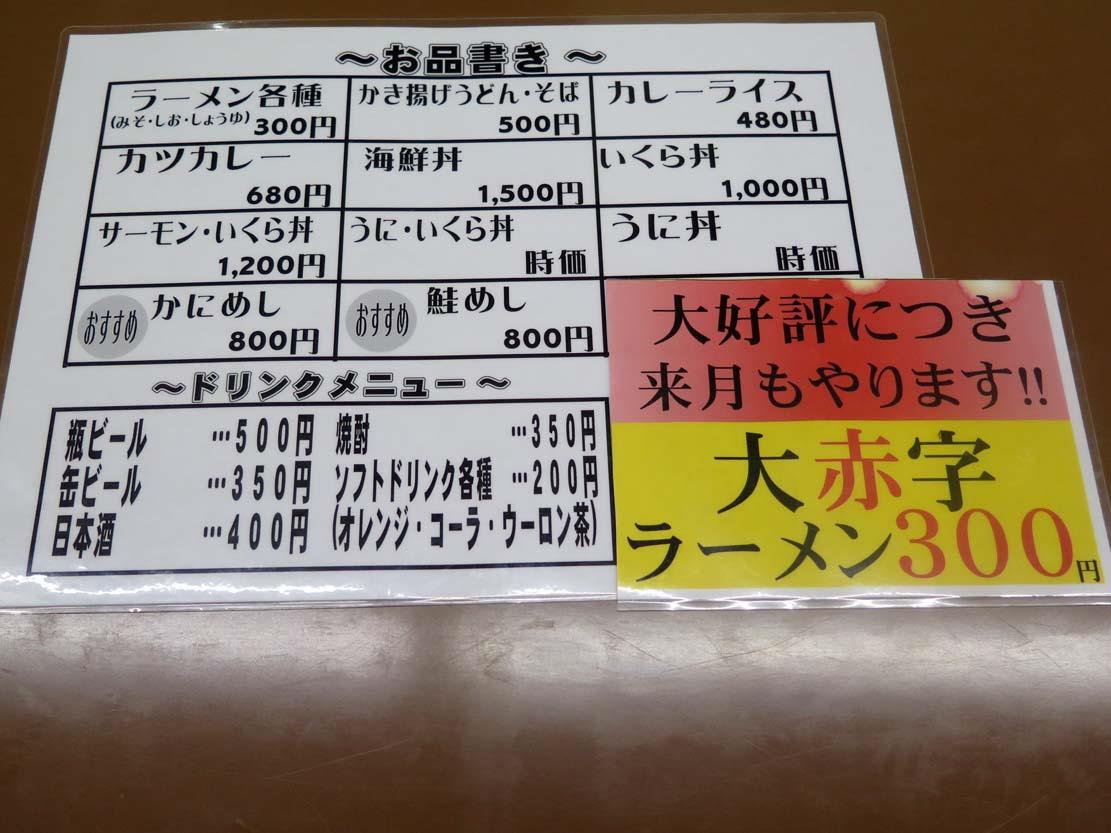 ～お品書き～
ラーメン各種
(みそ・しお・しょうゆ) 300円
かき揚げうどん・そば
500円
カレーライス
480円
カツカレー
680円
海鮮丼
1,500円
いくら丼
1,000円
サーモン・いくら丼
1,200円
うに・いくら丼
時価
うに丼
時価
おすすめ かにめし
800円
おすすめ 鮭めし
800円
～ドリンクメニュー～
瓶ビール …500円
缶ビール …350円
日本酒 …400円
焼酎 …350円
ソフトドリンク各種 …200円
(オレンジ・コーラ・ウーロン茶)
大好評につき
来月もやります!!
大赤字
ラーメン300円